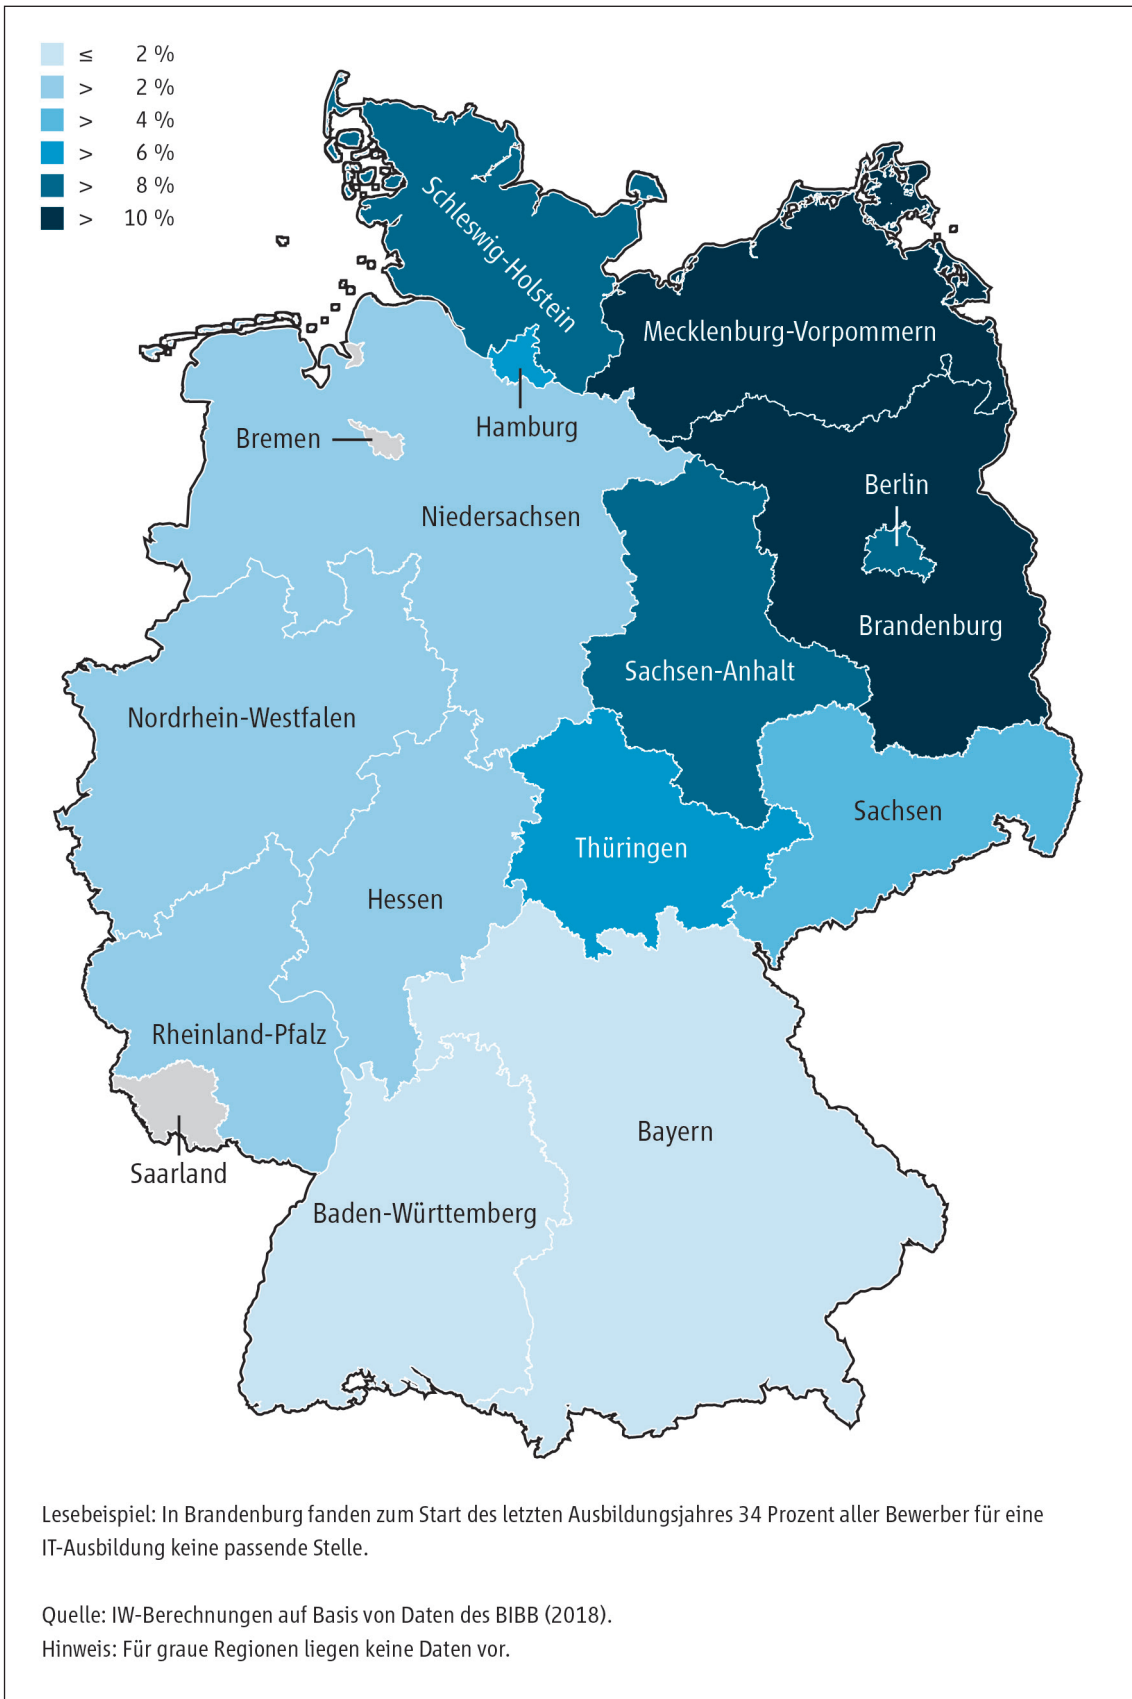 ≤ 2 %
> 2 %
> 4 %
> 6 %
> 8 %
> 10 %
Schleswig-Holstein
Mecklenburg-Vorpommern
Hamburg
Bremen
Berlin
Niedersachsen
Brandenburg
Sachsen-Anhalt
Nordrhein-Westfalen
Sachsen
Thüringen
Hessen
Rheinland-Pfalz
Bayern
Saarland
Baden-Württemberg
Lesebeispiel: In Brandenburg fanden zum Start des letzten Ausbildungsjahres 34 Prozent aller Bewerber für eine
IT-Ausbildung keine passende Stelle.
Quelle: IW-Berechnungen auf Basis von Daten des BIBB (2018).
Hinweis: Für graue Regionen liegen keine Daten vor.